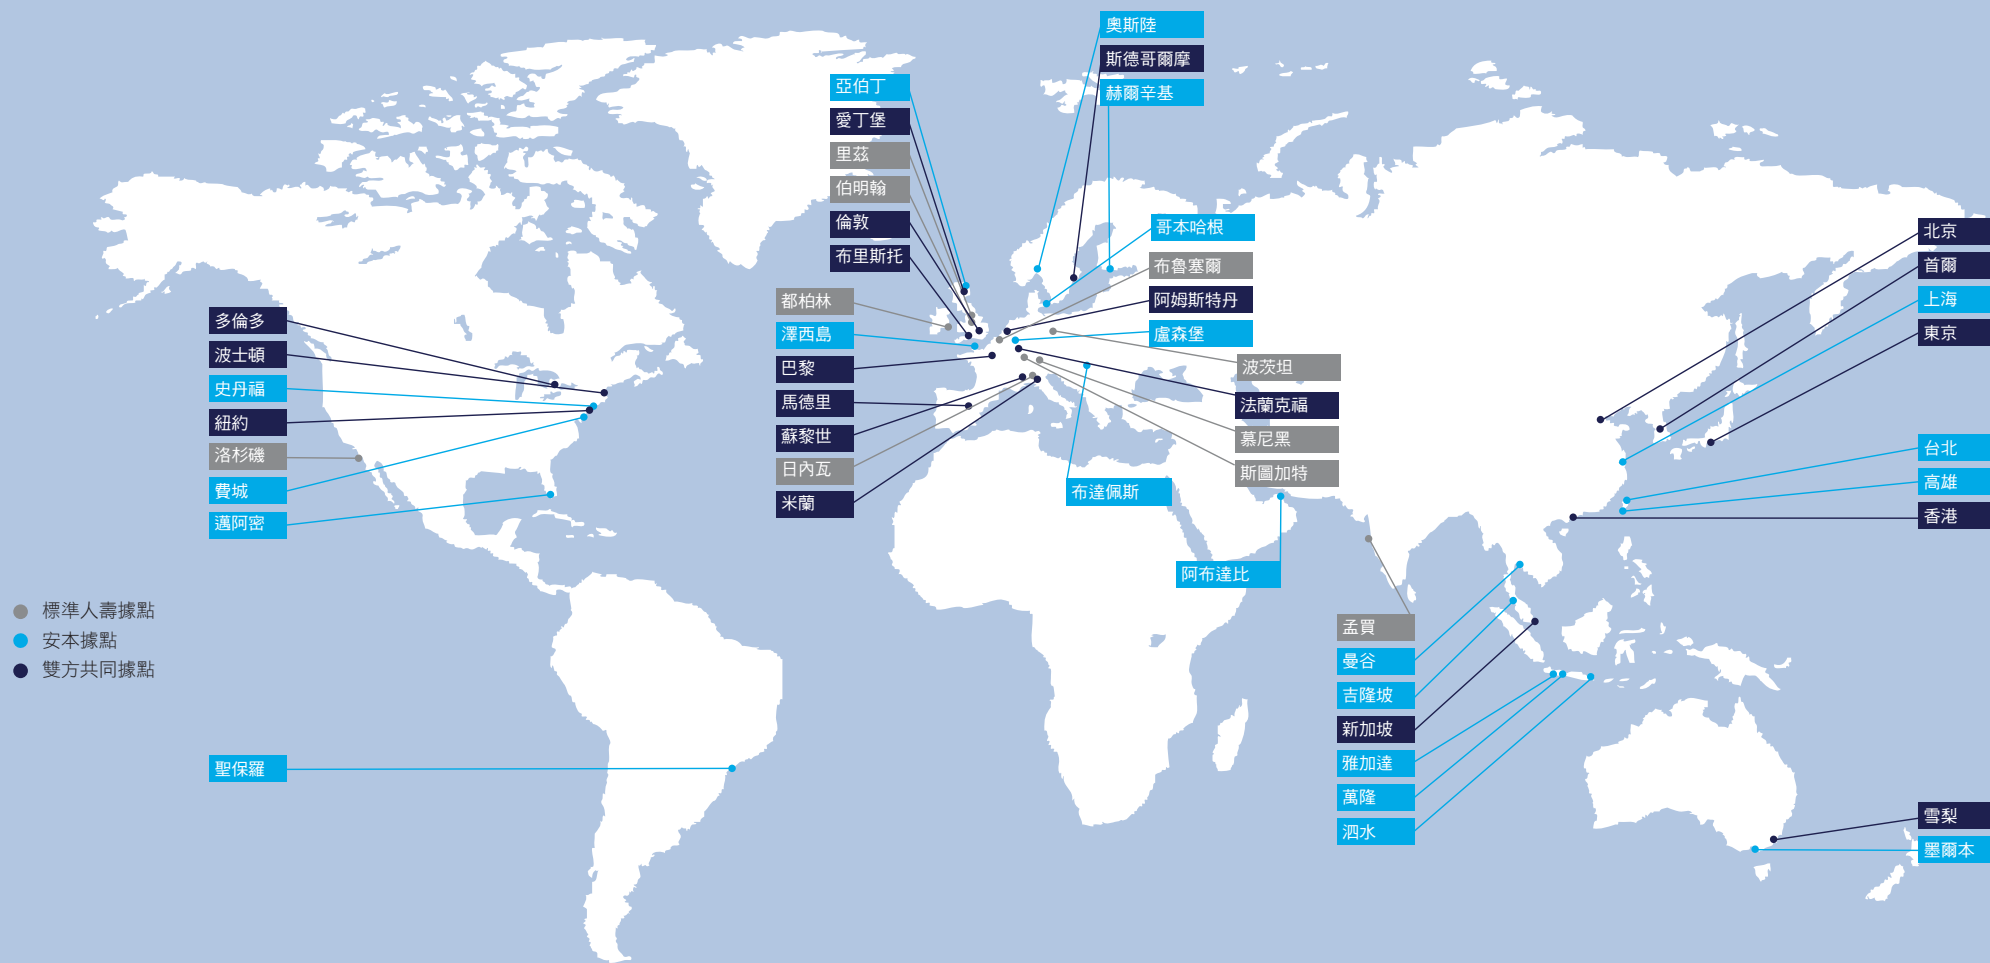 奧斯陸
斯德哥爾摩
赫爾辛基
亞伯丁
愛丁堡
里茲
伯明翰
倫敦
布里斯托
哥本哈根
布魯塞爾
阿姆斯特丹
盧森堡
波茨坦
法蘭克福
慕尼黑
斯圖加特
布達佩斯
阿布達比
都柏林
澤西島
巴黎
馬德里
蘇黎世
日內瓦
米蘭
多倫多
波士頓
史丹福
紐約
洛杉磯
費城
邁阿密
聖保羅
北京
首爾
上海
東京
台北
高雄
香港
孟買
曼谷
吉隆坡
新加坡
雅加達
萬隆
泗水
雪梨
墨爾本
標準人壽據點
安本據點
雙方共同據點